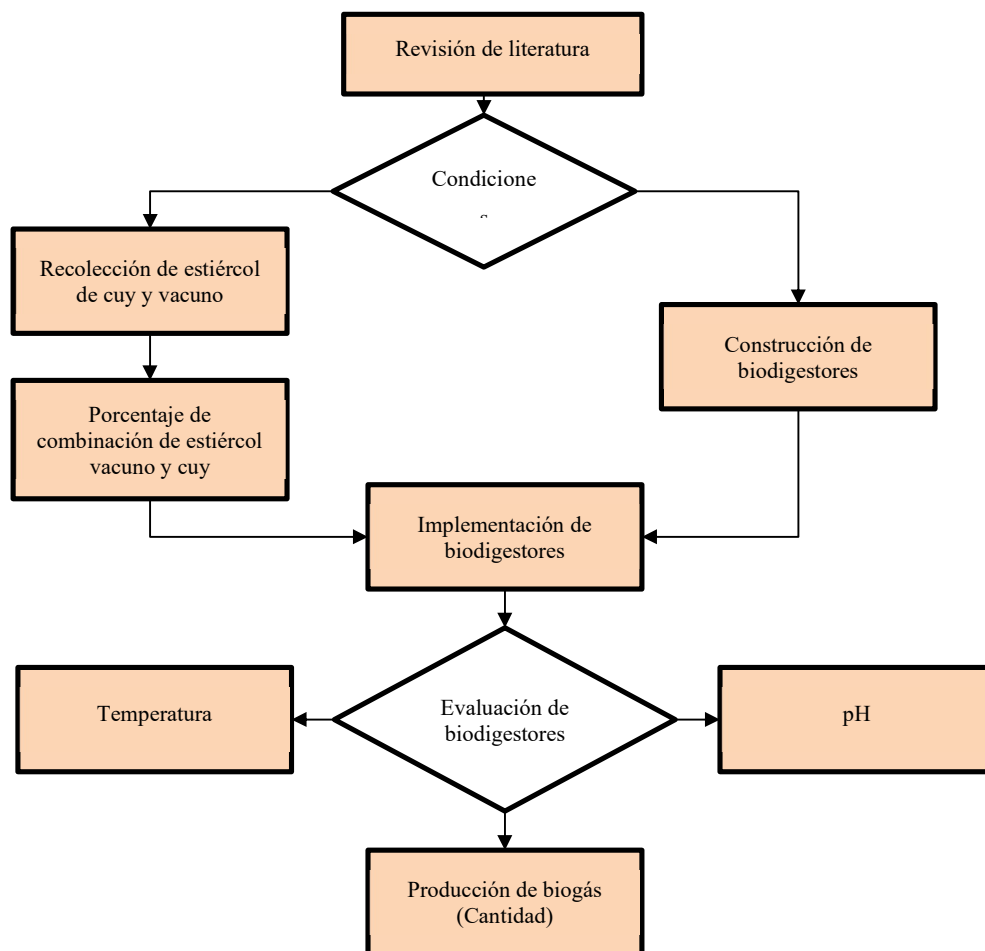 Revisión de literatura
Condicione
s
Recolección de estiércol
de cuy y vacuno
Construcción de
biodigestores
Porcentaje de
combinación de estiércol
vacuno y cuy
Implementación de
biodigestores
Temperatura
Evaluación de
biodigestores
pH
Producción de biogás
(Cantidad)